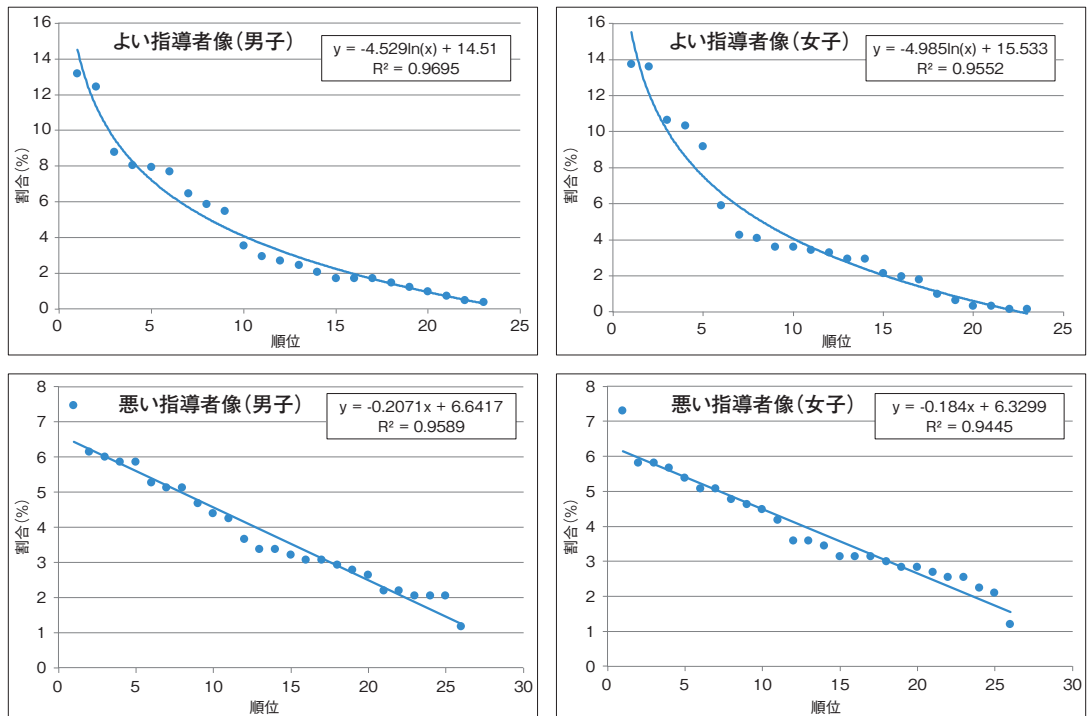 よい指導者像(男子)
y = -4.529ln(x) + 14.51
R² = 0.9695
16
14
12
10
8
6
4
2
0
割合(%)
0 5 10 15 20 25
順位
よい指導者像(女子)
y = -4.985ln(x) + 15.533
R² = 0.9552
16
14
12
10
8
6
4
2
0
割合(%)
0 5 10 15 20 25
順位
悪い指導者像(男子)
y = -0.2071x + 6.6417
R² = 0.9589
8
7
6
5
4
3
2
1
0
割合(%)
0 5 10 15 20 25 30
順位
悪い指導者像(女子)
y = -0.184x + 6.3299
R² = 0.9445
8
7
6
5
4
3
2
1
0
割合(%)
0 5 10 15 20 25 30
順位